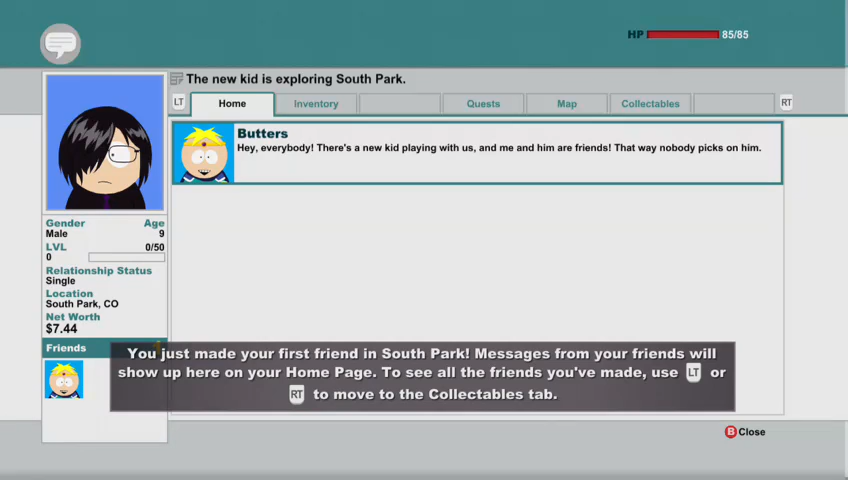 HP 85/85
The new kid is exploring South Park.
LT Home Inventory Quests Map Collectables RT
Butters
Hey, everybody! There's a new kid playing with us, and me and him are friends! That way nobody picks on him.
Gender Age
Male 9
LVL 0/50
0
Relationship Status
Single
Location
South Park, CO
Net Worth
$7.44
Friends
You just made your first friend in South Park! Messages from your friends will
show up here on your Home Page. To see all the friends you've made, use LT or
RT to move to the Collectables tab.
B Close